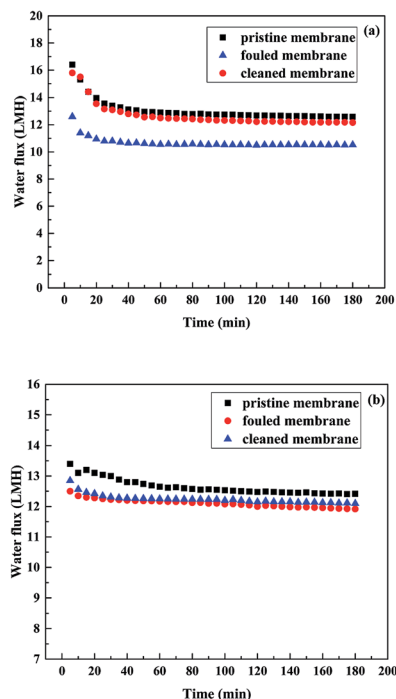 (a)
pristine membrane
fouled membrane
cleaned membrane
Water flux (LMH)
20
18
16
14
12
10
8
6
4
2
0
0 20 40 60 80 100 120 140 160 180 200
Time (min)
(b)
pristine membrane
fouled membrane
cleaned membrane
Water flux (LMH)
16
15
14
13
12
11
10
9
8
7
0 20 40 60 80 100 120 140 160 180 200
Time (min)